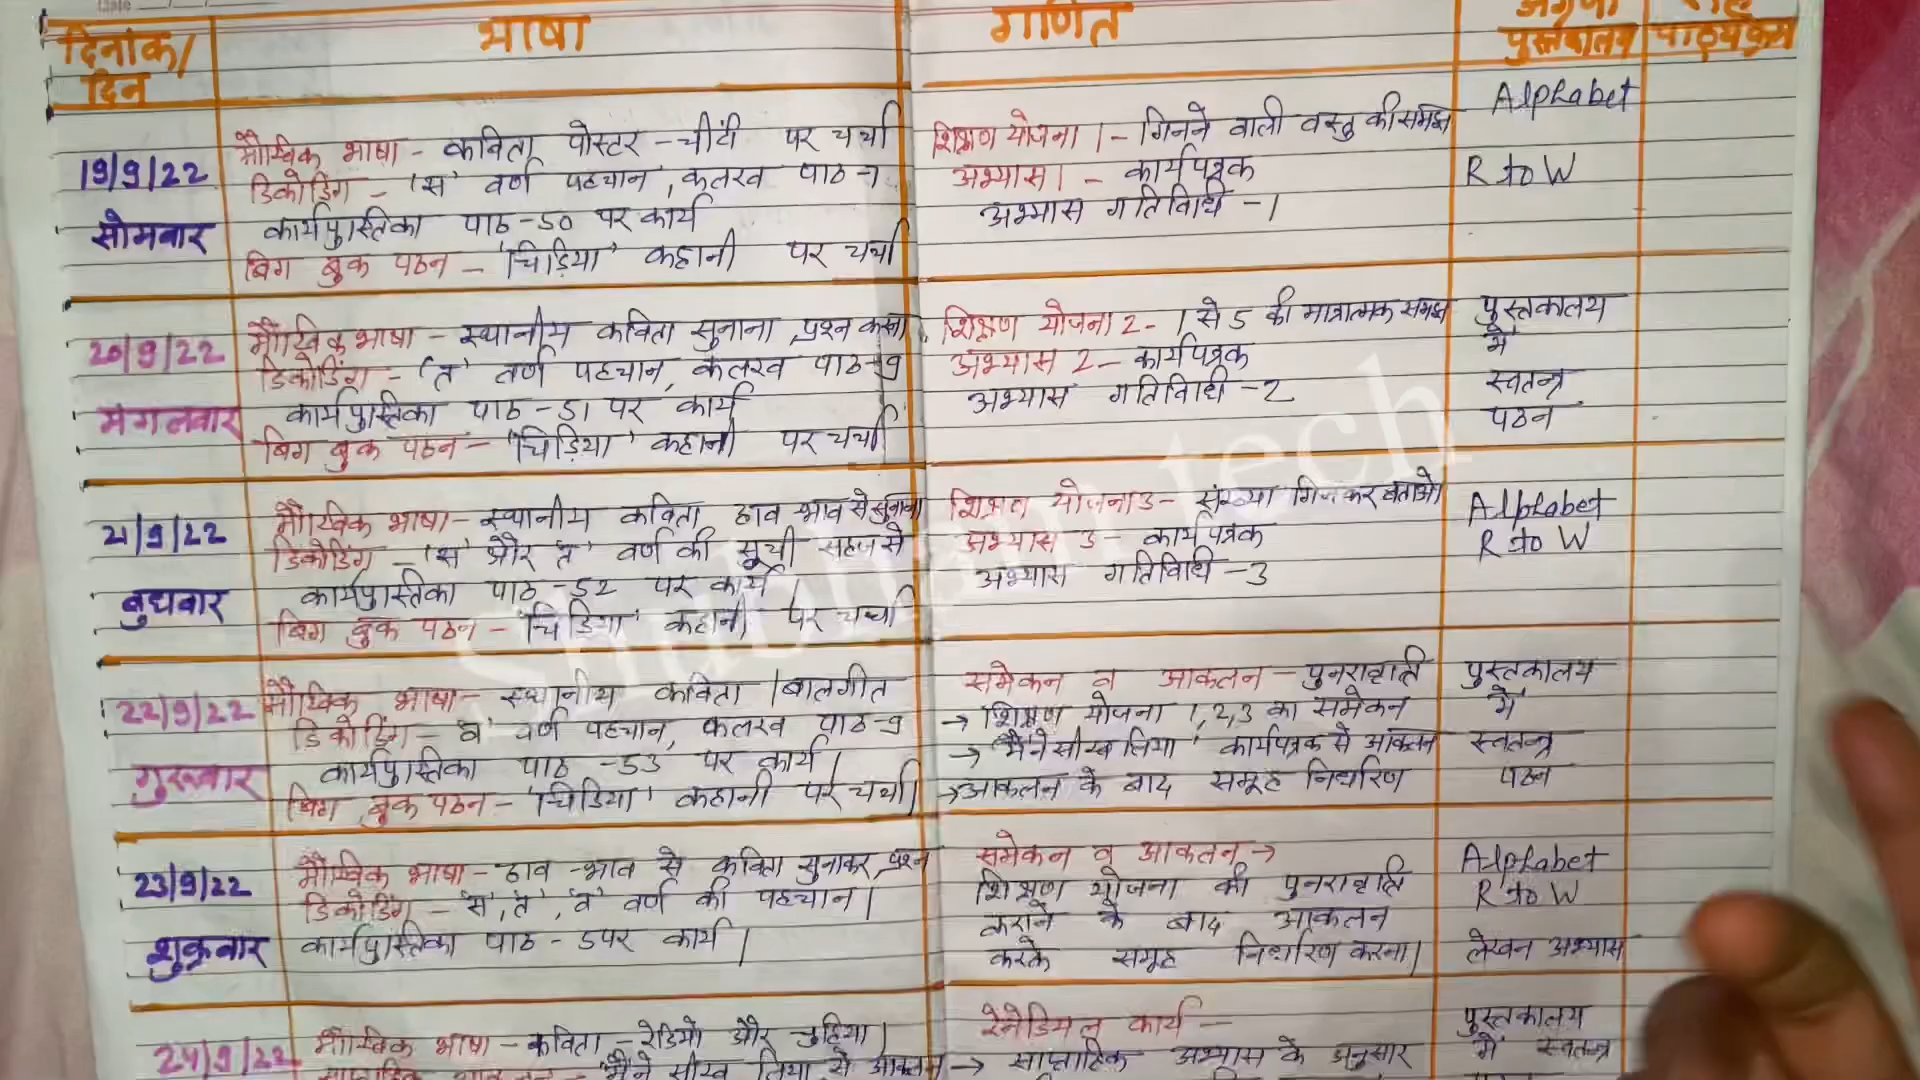 दिनांक/
दिन
भाषा
गणित
पुस्तकालय
पाठ्यक्रम
19/9/22
सोमवार
मौखिक भाषा - कविता पोस्टर - चींटी पर चर्चा
डिकोडिंग - 'स' वर्ण पहचान, कलरव पाठ-7
कार्यपुस्तिका पाठ-50 पर कार्य
बिग बुक पठन - 'चिड़िया' कहानी पर चर्चा
शिक्षण योजना 1 - गिनने वाली वस्तु की समझ
अभ्यास 1 - कार्यपत्रक
अभ्यास गतिविधि -1
Alphabet
R to W
20/9/22
मंगलवार
मौखिक भाषा - स्थानीय कविता सुनाना, प्रश्न करना
डिकोडिंग - 'त' वर्ण पहचान, कलरव पाठ-9
कार्यपुस्तिका पाठ -51 पर कार्य
बिग बुक पठन - 'चिड़िया' कहानी पर चर्चा
शिक्षण योजना 2 - 1 से 5 की मात्रात्मक समझ
अभ्यास 2 - कार्यपत्रक
अभ्यास गतिविधि -2
पुस्तकालय
में
स्वतन्त्र
पठन
21/9/22
बुधवार
मौखिक भाषा - स्थानीय कविता हाव-भाव से सुनाना
डिकोडिंग - 'स' और 'त' वर्ण की सूची
कार्यपुस्तिका पाठ -52 पर कार्य।
बिग बुक पठन - 'चिडिया' कहानी पर चर्चा
शिक्षण योजना 3 - संख्या गिनकर बताओ।
अभ्यास 3 - कार्यपत्रक
अभ्यास गतिविधि -3
Alphabet
R to W
22/9/22
गुरूवार
मौखिक भाषा - स्थानीय कविता/बालगीत
डिकोडिंग - 'व' वर्ण पहचान, कलरव पाठ-9
कार्यपुस्तिका पाठ -53 पर कार्य।
बिग बुक पठन - 'चिडिया' कहानी पर चर्चा।
समेकन व आकलन - पुनरावृत्ति
→ शिक्षण योजना 1,2,3 का समेकन
→ 'मैने सीख लिया' कार्यपत्रक से आकलन
→ आकलन के बाद समूह निर्धारण
पुस्तकालय
में
स्वतन्त्र
पठन
23/9/22
शुक्रवार
मौखिक भाषा - हाव-भाव से कविता सुनाकर प्रश्न
डिकोडिंग - 'स', 'त', 'व' वर्ण की पहचान।
कार्यपुस्तिका पाठ - 5 पर कार्य।
समेकन व आकलन →
शिक्षण योजना की पुनरावृत्ति
कराने के बाद आकलन
करके समूह निर्धारण करना।
Alphabet
R to W
लेखन अभ्यास
24/9/22
मौखिक भाषा - कविता - रेडियो और चुहिया।
मैंने सीख लिया से आकलन
रेमेडियल कार्य -
→ साप्ताहिक अभ्यास के अनुसार
पुस्तकालय
में स्वतन्त्र